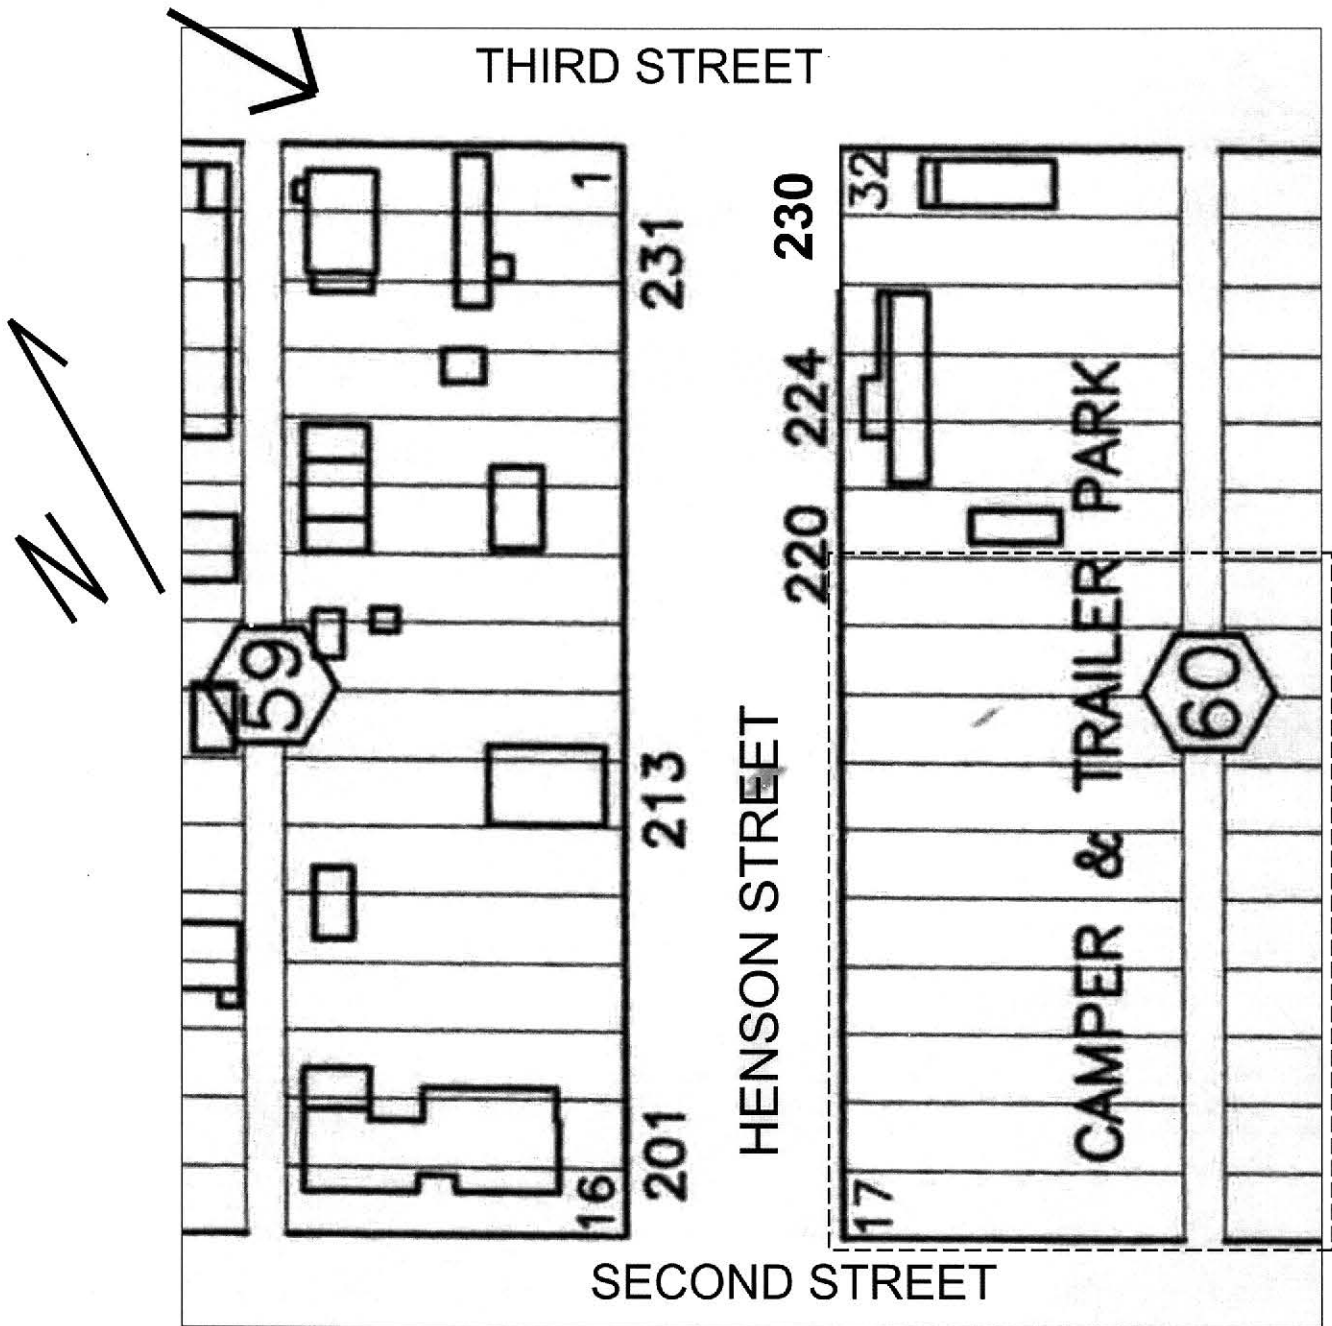 THIRD STREET
1
32
230
231
224
220
N
59
60
213
HENSON STREET
CAMPER & TRAILER PARK
201
16
17
SECOND STREET